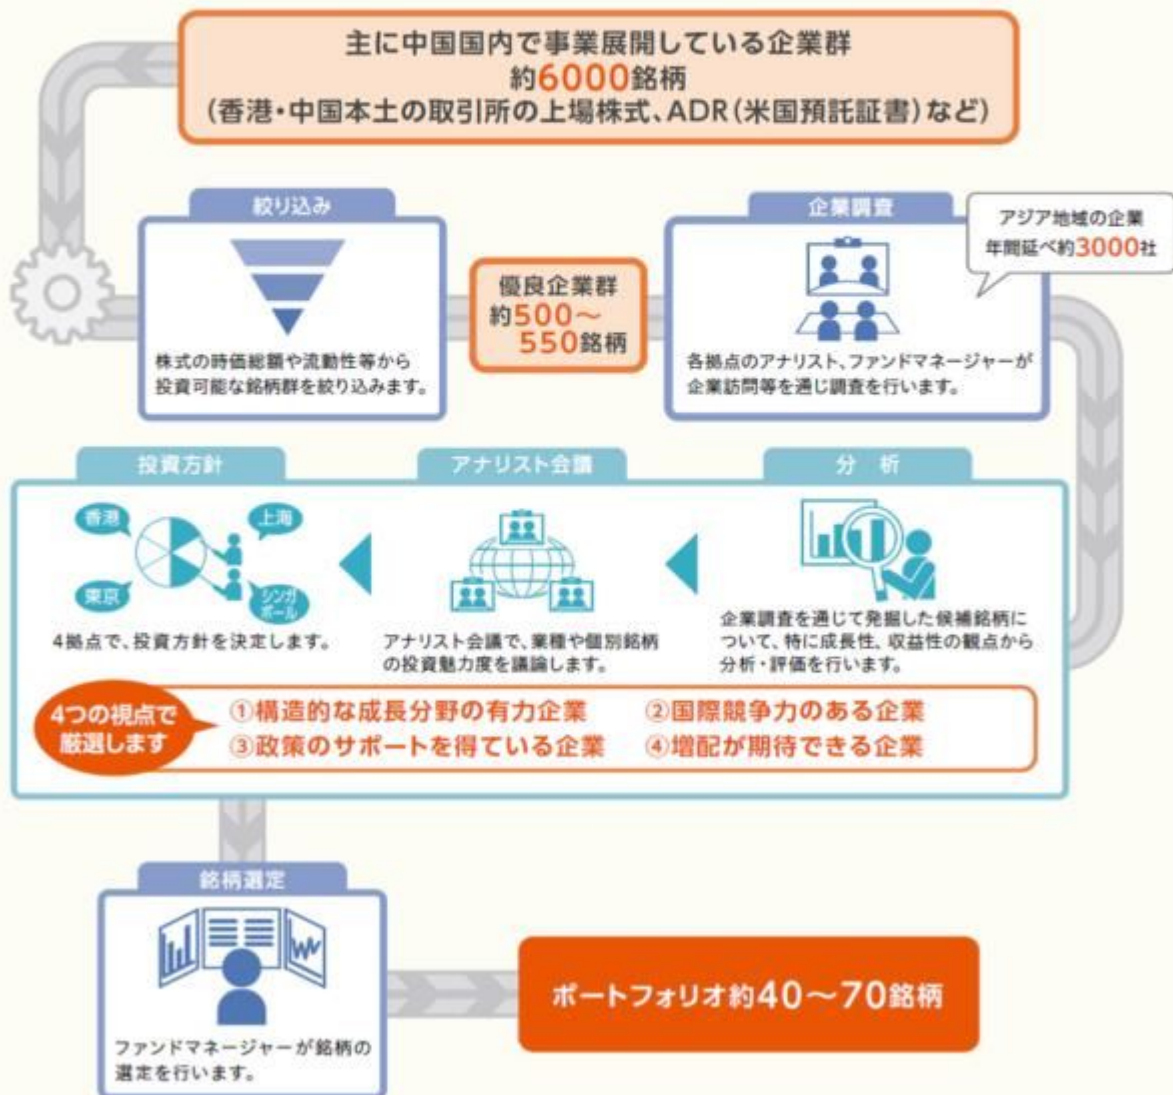 主に中国国内で事業展開している企業群
約6000銘柄
(香港・中国本土の取引所の上場株式、ADR(米国預託証書)など)
絞り込み
株式の時価総額や流動性等から
投資可能な銘柄群を絞り込みます。
優良企業群
約500〜
550銘柄
企業調査
アジア地域の企業
年間延べ約3000社
各拠点のアナリスト、ファンドマネージャーが
企業訪問等を通じ調査を行います。
分 析
企業調査を通じて発掘した候補銘柄に
ついて、特に成長性、収益性の観点から
分析・評価を行います。
アナリスト会議
アナリスト会議で、業種や個別銘柄
の投資魅力度を議論します。
投資方針
香港
上海
東京
シンガ
ポール
4拠点で、投資方針を決定します。
4つの視点で
厳選します
①構造的な成長分野の有力企業
②国際競争力のある企業
③政策のサポートを得ている企業
④増配が期待できる企業
銘柄選定
ファンドマネージャーが銘柄の
選定を行います。
ポートフォリオ約40〜70銘柄